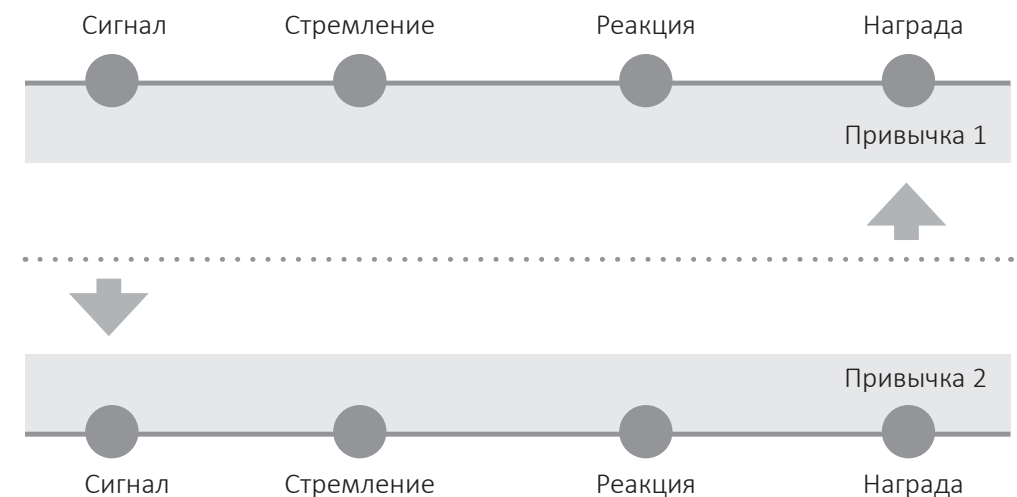 Сигнал Стремление Реакция Награда
Привычка 1
Привычка 2
Сигнал Стремление Реакция Награда